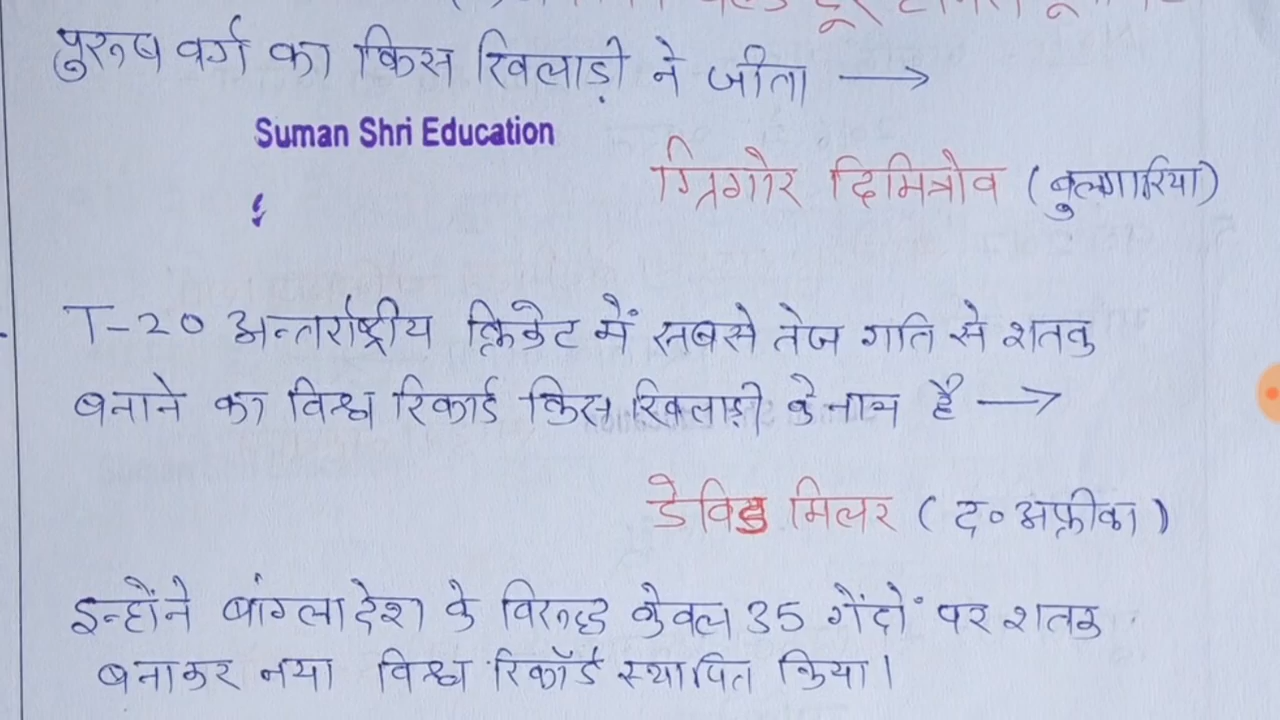 पुरुष वर्ग का किस खिलाड़ी ने जीता →
Suman Shri Education
ग्रिगोर दिमित्रोव (बुल्गारिया)
T-20 अन्तर्राष्ट्रीय क्रिकेट में सबसे तेज गति से शतक
बनाने का विश्व रिकार्ड किस खिलाड़ी के नाम है →
डेविड मिलर (द० अफ्रीका)
इन्होंने बांग्लादेश के विरुद्ध केवल 35 गेंदों पर शतक
बनाकर नया विश्व रिकॉर्ड स्थापित किया।